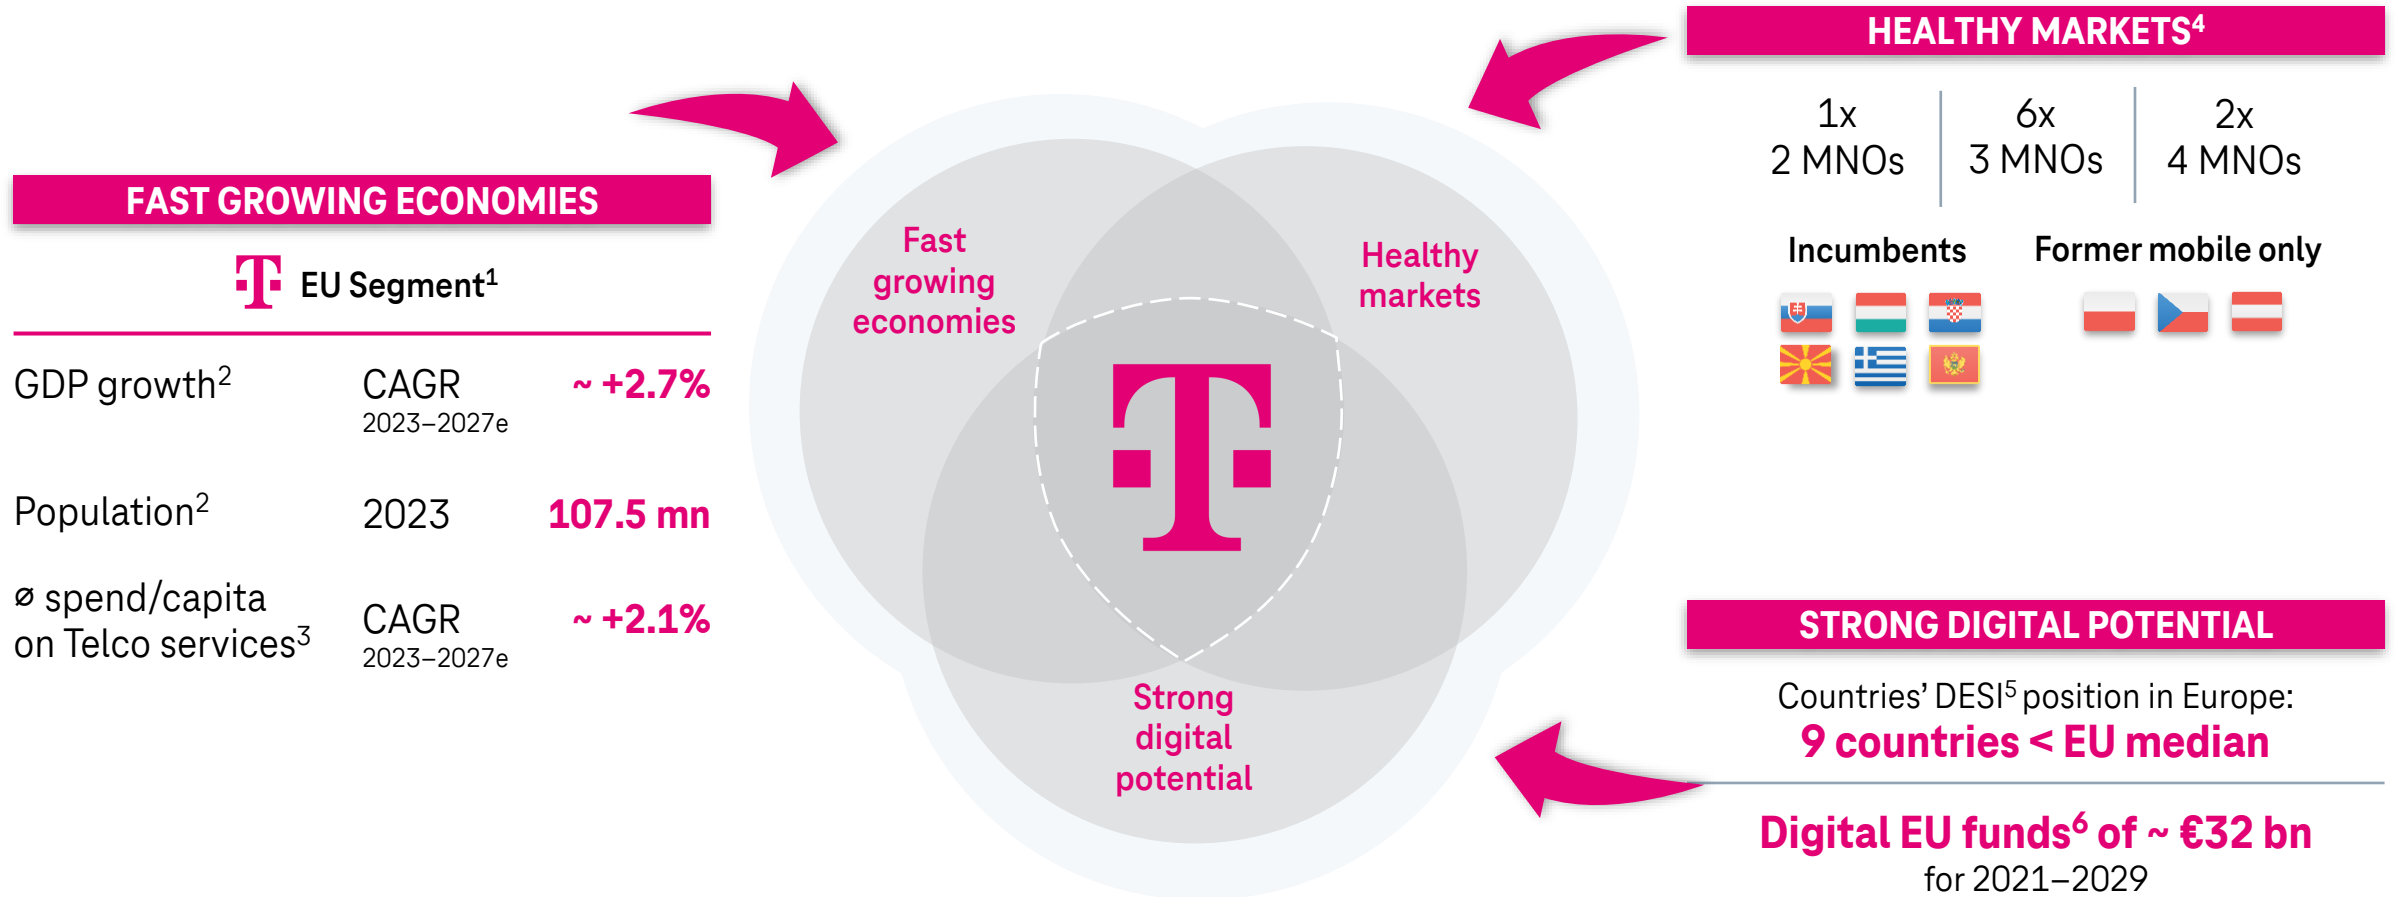 FAST GROWING ECONOMIES
EU Segment¹
GDP growth² CAGR ~ +2.7%
2023–2027e
Population² 2023 107.5 mn
ø spend/capita
on Telco services³ CAGR ~ +2.1%
2023–2027e
Fast
growing
economies
Healthy
markets
T
Strong
digital
potential
HEALTHY MARKETS⁴
1x 6x 2x
2 MNOs 3 MNOs 4 MNOs
Incumbents Former mobile only
STRONG DIGITAL POTENTIAL
Countries’ DESI⁵ position in Europe:
9 countries < EU median
Digital EU funds⁶ of ~ €32 bn
for 2021–2029